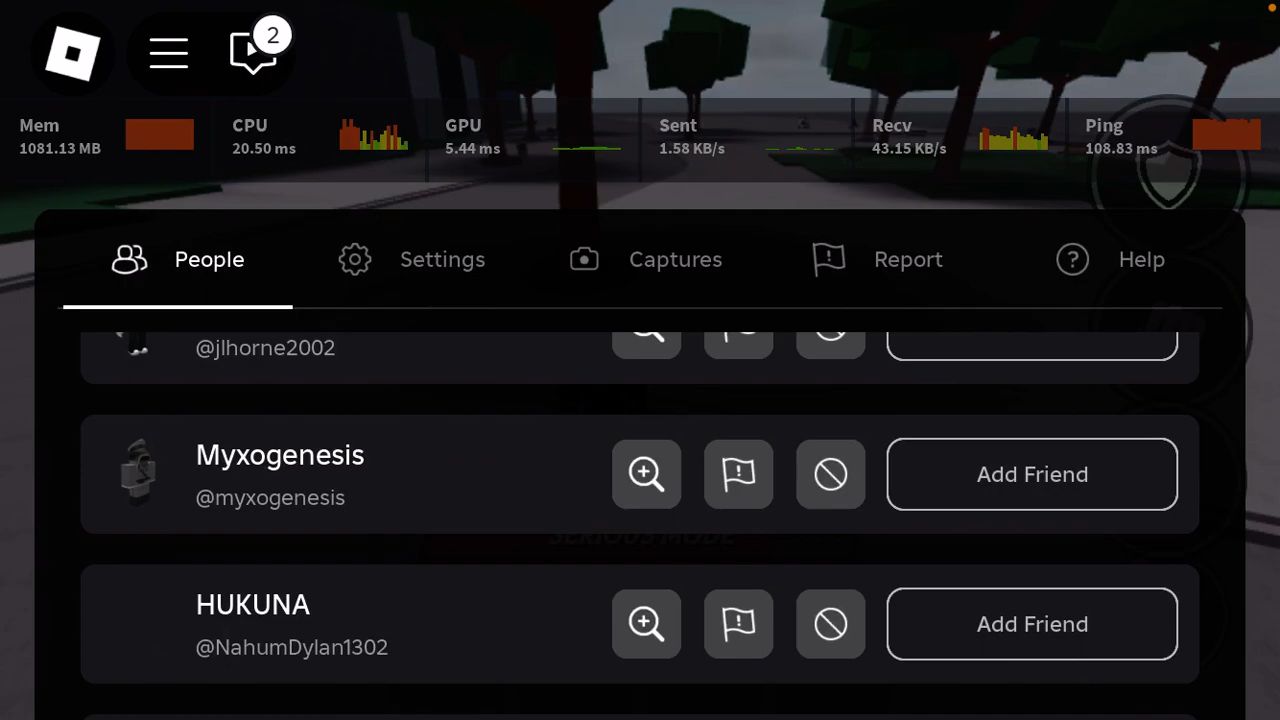 2
Mem CPU GPU Sent Recv Ping
1081.13 MB 20.50 ms 5.44 ms 1.58 KB/s 43.15 KB/s 108.83 ms
People Settings Captures Report Help
@jlhorne2002
Myxogenesis
@myxogenesis
Add Friend
SERIOUS MODE
HUKUNA
@NahumDylan1302
Add Friend